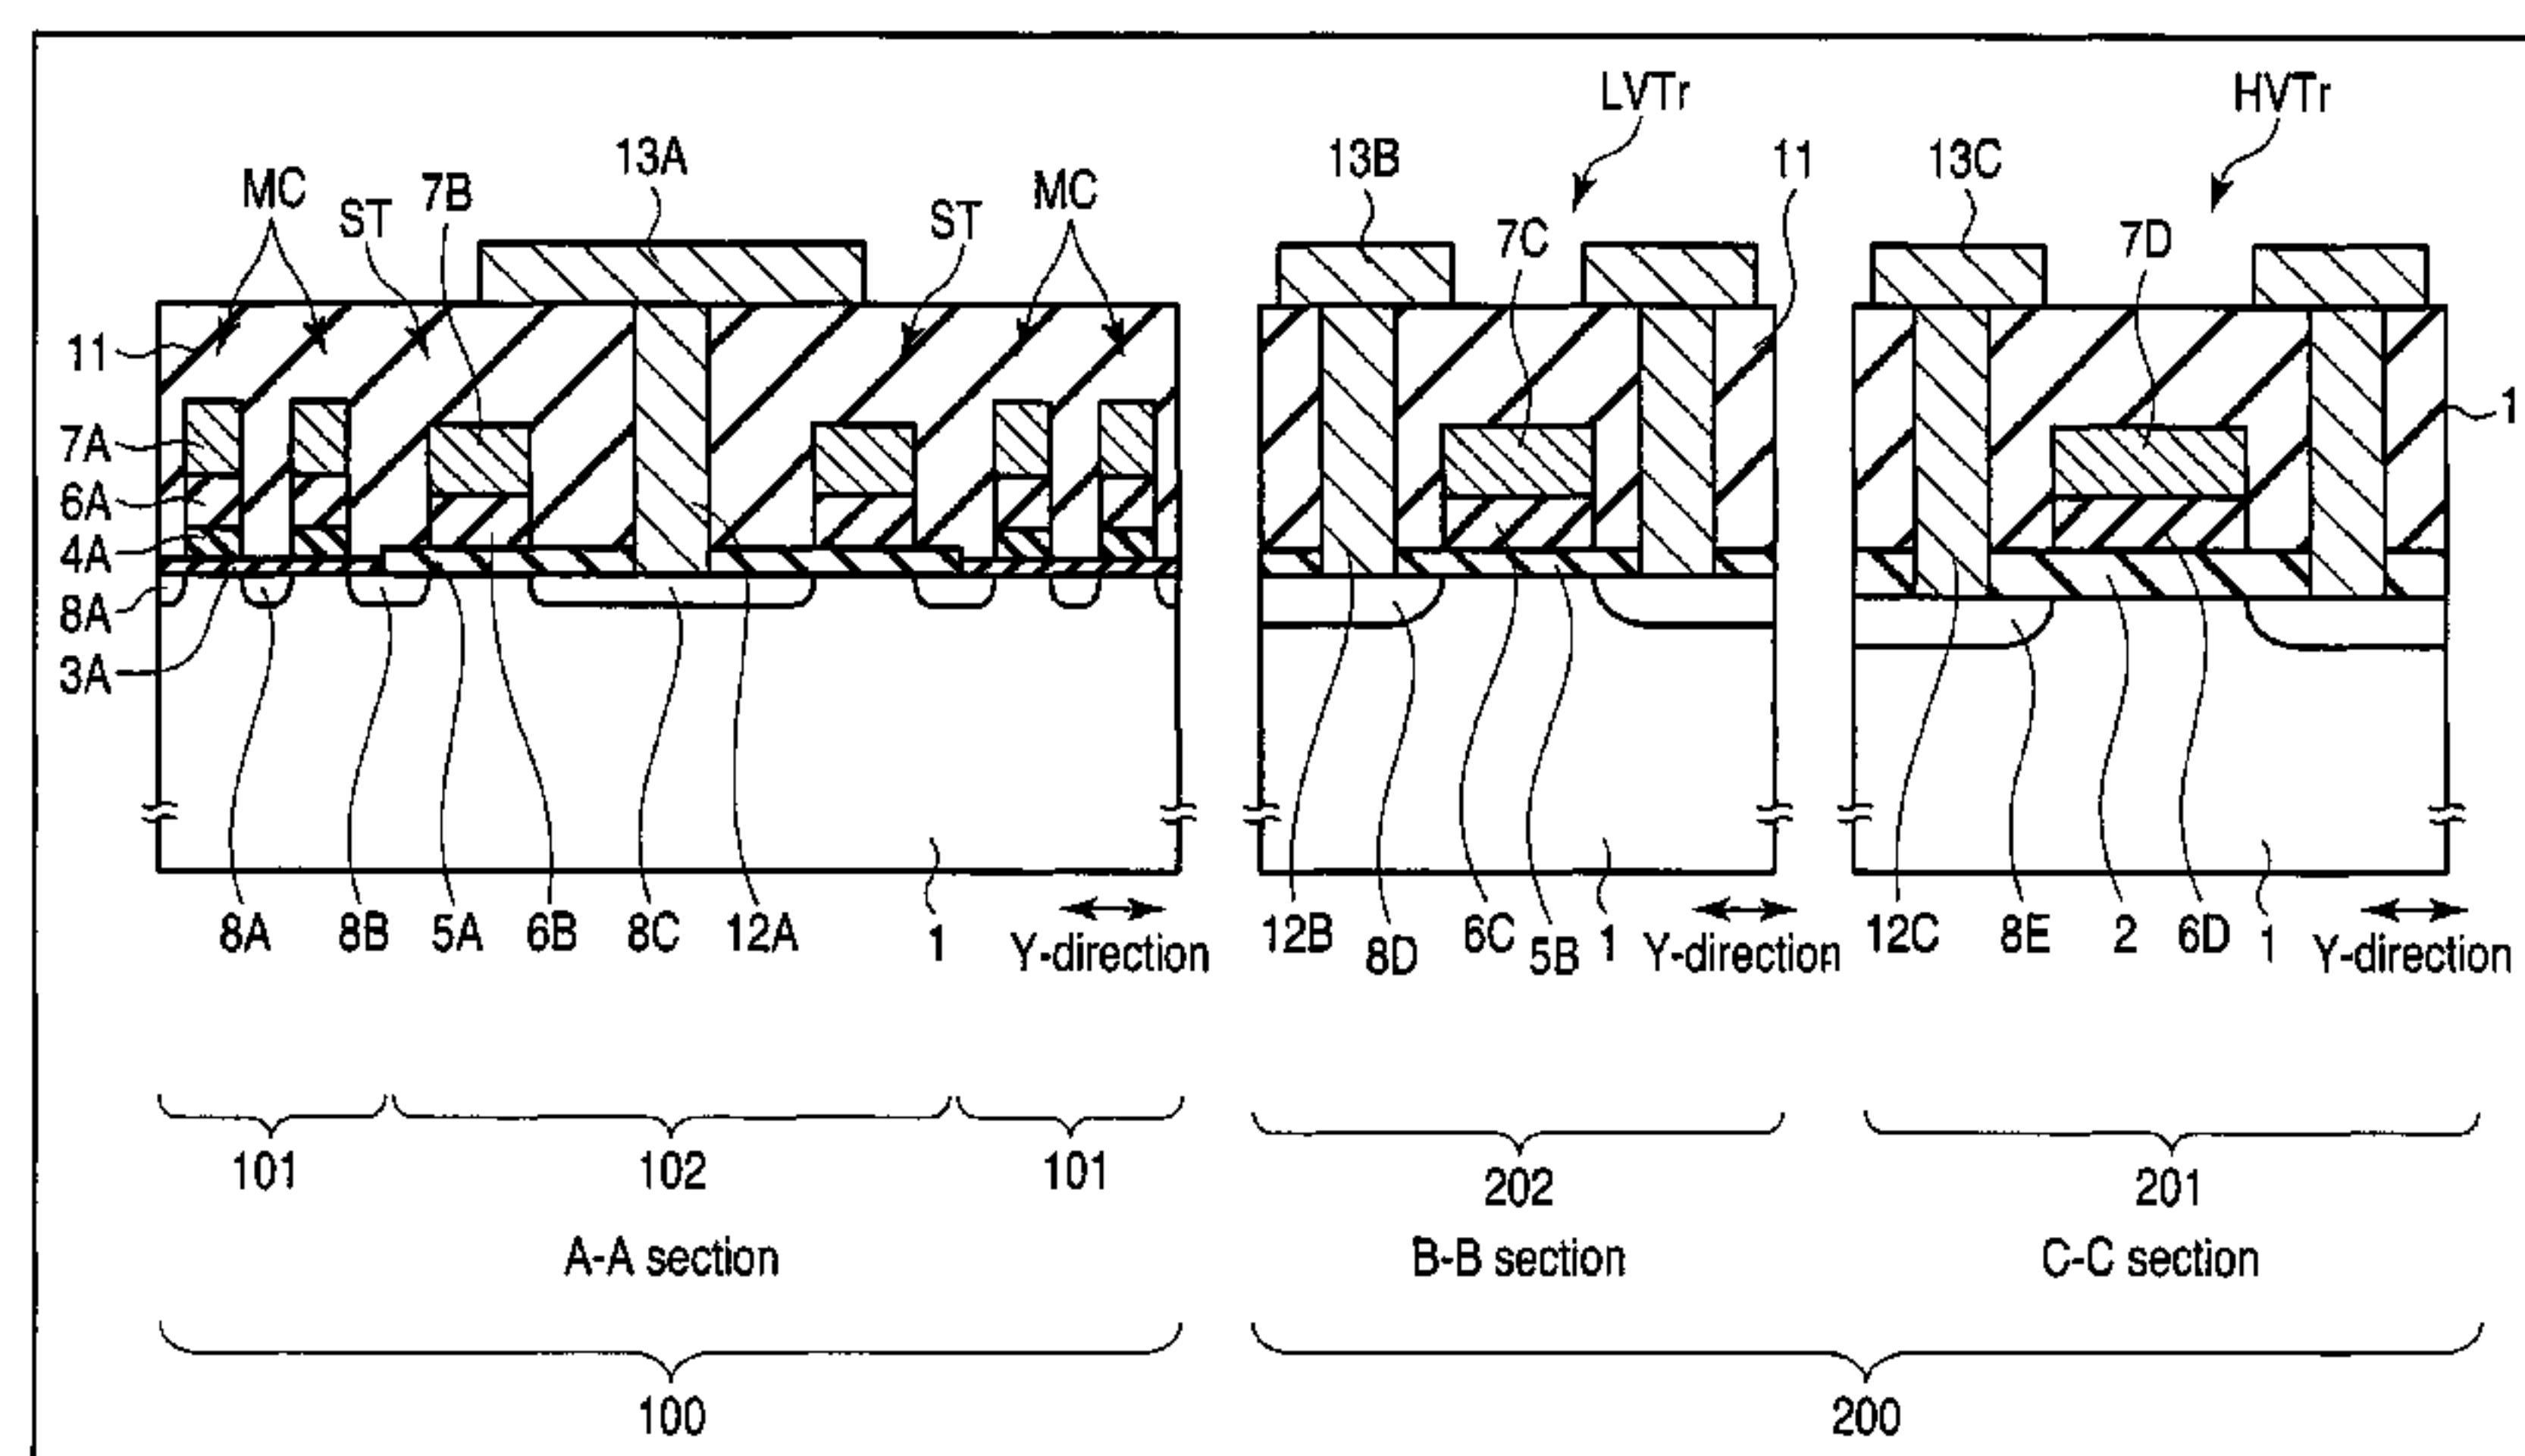 LVTr HVTr
13A 13B 11 13C
MC ST 7B ST MC 7C 7D
11
7A
6A
4A
8A
3A
1
8A 8B 5A 6B 8C 12A 1 Y-direction
12B 8D 6C 5B 1 Y-direction
12C 8E 2 6D 1 Y-direction
101 102 101 202 201
A-A section B-B section C-C section
100 200